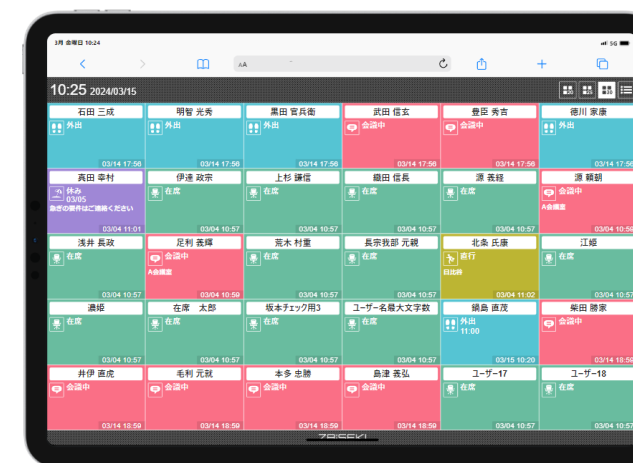 3月 金曜日 10:24
5G
AA
10:25 2024/03/15
石田 三成 明智 光秀 黒田 官兵衛 武田 信玄 豊臣 秀吉 徳川 家康
外出 外出 外出 会議中 会議中 外出
03/14 17:56 03/14 17:56 03/14 17:56 03/14 17:56 03/14 17:56 03/14 17:56
真田 幸村 伊達 政宗 上杉 謙信 織田 信長 源 義経 源 頼朝
休み 在席 在席 在席 在席 会議中
03/05
急ぎの要件はご連絡ください A会議室
03/04 11:01 03/04 10:57 03/04 10:57 03/04 10:57 03/04 10:57 03/04 10:59
浅井 長政 足利 義輝 荒木 村重 長宗我部 元親 北条 氏康 江姫
在席 会議中 在席 在席 直行 在席
A会議室 日比谷
03/04 10:57 03/04 10:59 03/04 10:57 03/04 10:57 03/04 11:02 03/04 10:57
濃姫 在席 太郎 坂本チェック用3 ユーザー名最大文字数 鍋島 直茂 柴田 勝家
在席 在席 在席 在席 外出 会議中
11:00
03/04 10:57 03/04 10:57 03/04 10:57 03/04 10:57 03/15 10:20 03/14 18:59
井伊 直虎 毛利 元就 本多 忠勝 島津 義弘 ユーザー17 ユーザー18
会議中 会議中 会議中 会議中 在席 在席
03/14 18:59 03/14 18:59 03/14 18:59 03/14 18:59 03/04 10:57 03/04 10:57